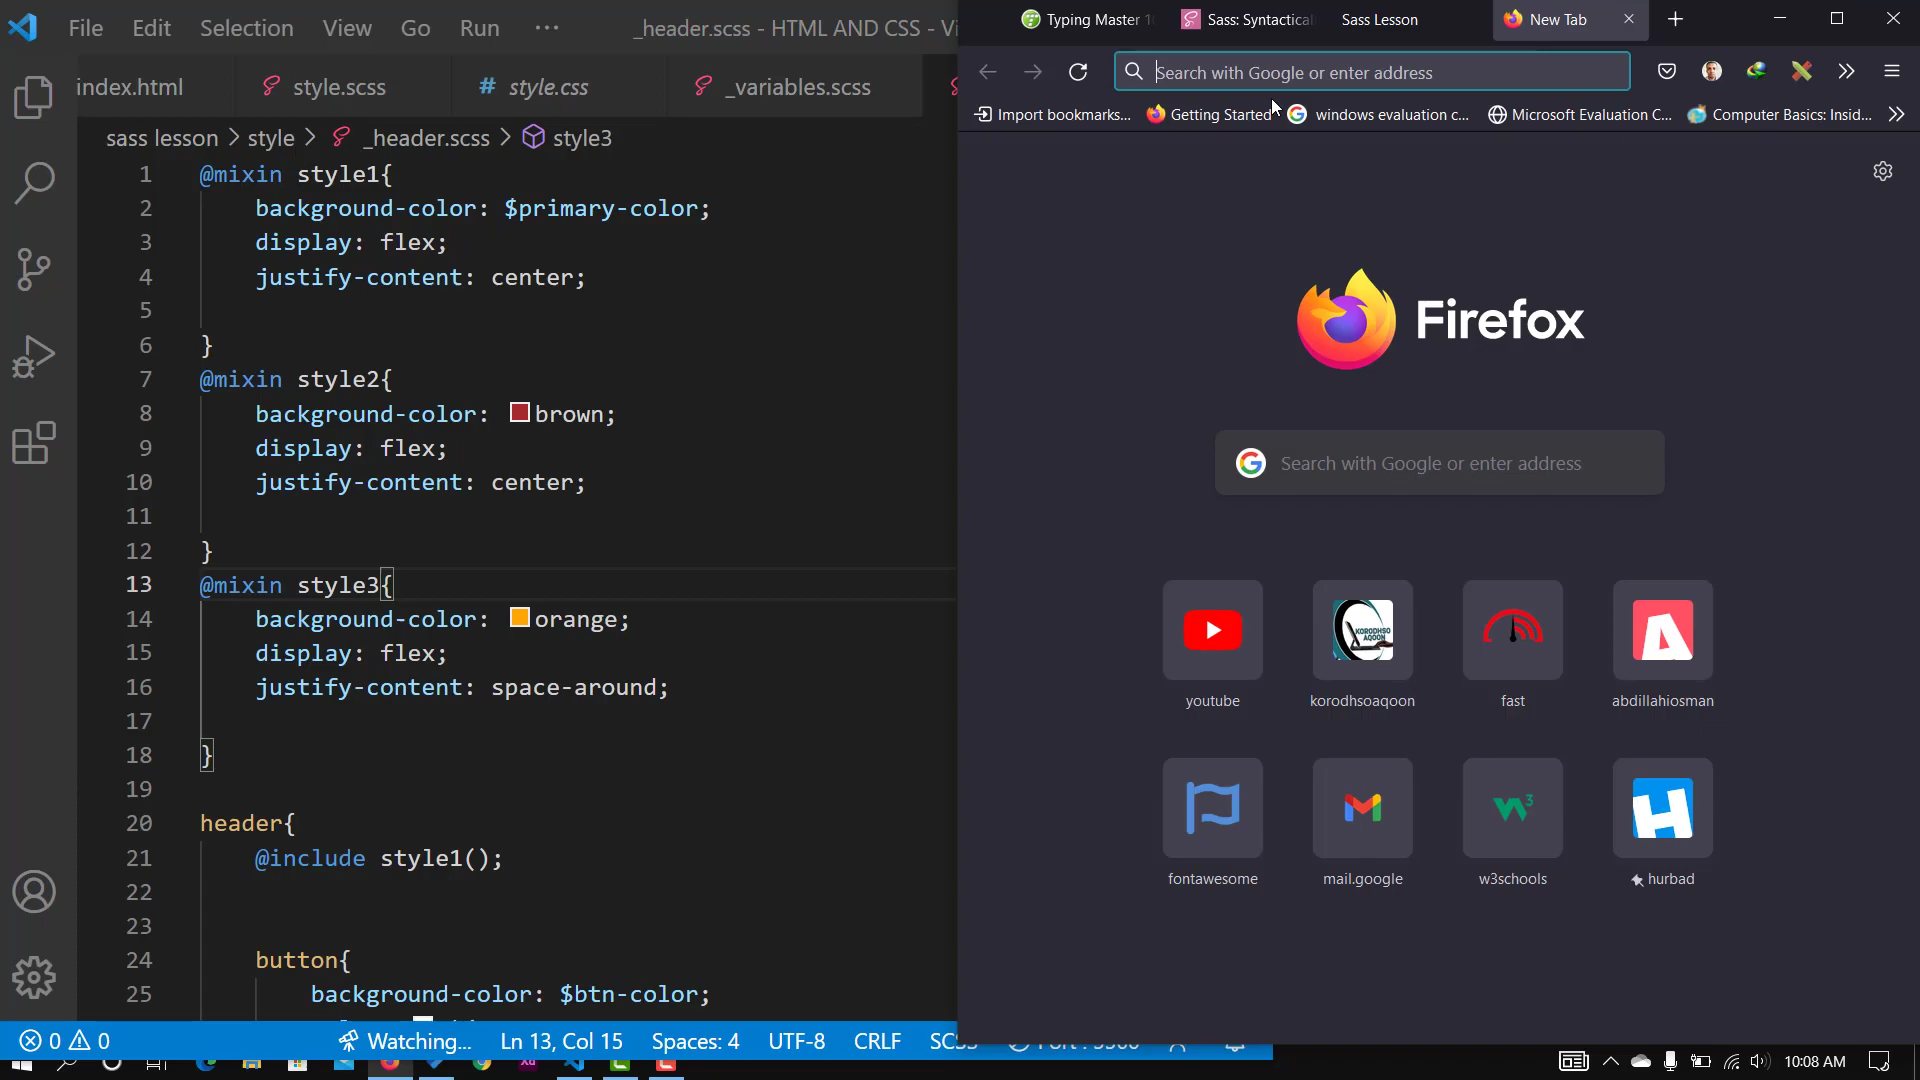 File Edit Selection View Go Run ··· _header.scss - HTML AND CSS - Vi
index.html style.scss # style.css _variables.scss
sass lesson > style > _header.scss > style3
1 @mixin style1{
2 background-color: $primary-color;
3 display: flex;
4 justify-content: center;
5
6 }
7 @mixin style2{
8 background-color: brown;
9 display: flex;
10 justify-content: center;
11
12 }
13 @mixin style3{
14 background-color: orange;
15 display: flex;
16 justify-content: space-around;
17
18 }
19
20 header{
21 @include style1();
22
23
24 button{
25 background-color: $btn-color;
0 0 Watching... Ln 13, Col 15 Spaces: 4 UTF-8 CRLF
Typing Master 10 Sass: Syntactical Sass Lesson New Tab
Search with Google or enter address
Import bookmarks... Getting Started windows evaluation c... Microsoft Evaluation C... Computer Basics: Insid...
Firefox
Search with Google or enter address
KORODHSO
AQOON
youtube korodhsoaqoon fast abdillahiosman
fontawesome mail.google w3schools hurbad
10:08 AM